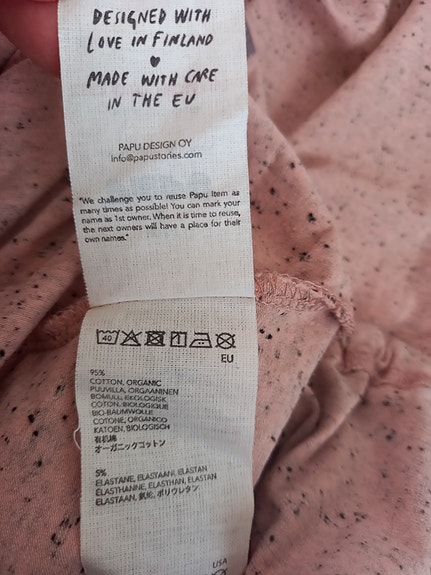 DESIGNED WITH
LOVE IN FINLAND
♥
MADE WITH CARE
IN THE EU
PAPU DESIGN OY
info@papustories.com
"We challenge you to reuse Papu item as
many times as possible! You can mark your
name as 1st owner. When it is time to reuse,
the next owners will have a place for their
own names."
40
EU
95%
COTTON, ORGANIC
PUUVILLA, ORGAANINEN
BOMULL, EKOLOGISK
COTON, BIOLOGIQUE
BIO-BAUMWOLLE
COTONE, ORGANICO
KATOEN, BIOLOGISCH
有机棉
オーガニックコットン
5%
ELASTANE, ELASTAANI, ELASTAN
ÉLASTHANNE, ELASTHAN, ELASTAN
ELASTAAN, ポリウレタン
USA